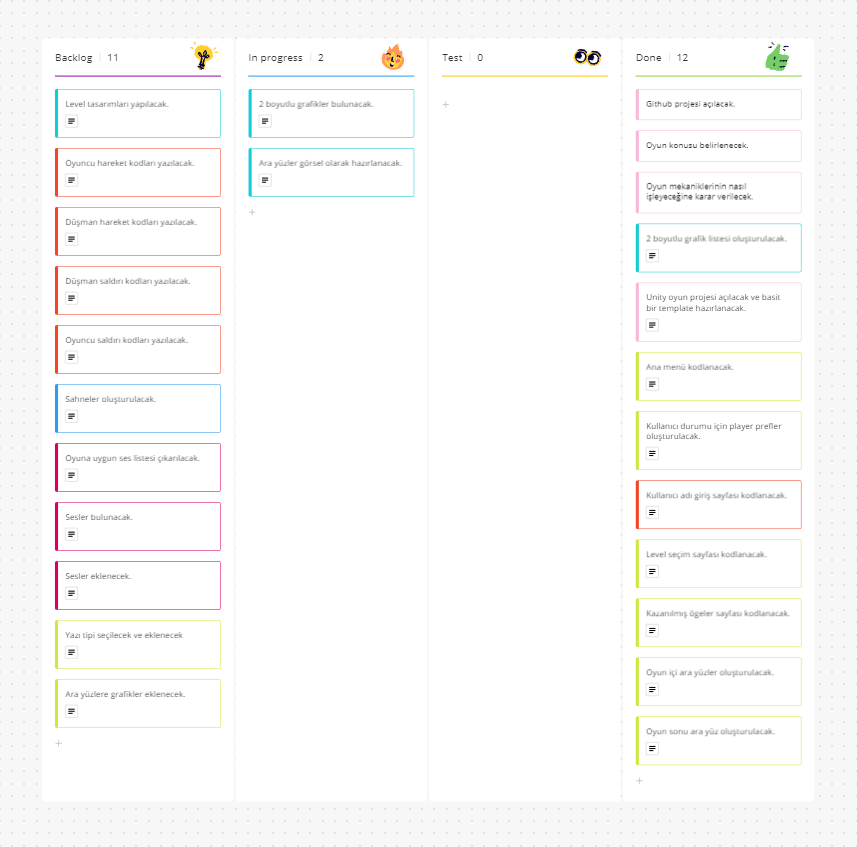 Backlog 11
Level tasarımları yapılacak.
Oyuncu hareket kodları yazılacak.
Düşman hareket kodları yazılacak.
Düşman saldırı kodları yazılacak.
Oyuncu saldırı kodları yazılacak.
Sahneler oluşturulacak.
Oyuna uygun ses listesi çıkarılacak.
Sesler bulunacak.
Sesler eklenecek.
Yazı tipi seçilecek ve eklenecek
Ara yüzlere grafikler eklenecek.
In progress 2
2 boyutlu grafikler bulunacak.
Ara yüzler görsel olarak hazırlanacak.
Test 0
Done 12
Github projesi açılacak.
Oyun konusu belirlenecek.
Oyun mekaniklerinin nasıl
işleyeceğine karar verilecek.
2 boyutlu grafik listesi oluşturulacak.
Unity oyun projesi açılacak ve basit
bir template hazırlanacak.
Ana menü kodlanacak.
Kullanıcı durumu için player prefler
oluşturulacak.
Kullanıcı adı giriş sayfası kodlanacak.
Level seçim sayfası kodlanacak.
Kazanılmış ögeler sayfası kodlanacak.
Oyun içi ara yüzler oluşturulacak.
Oyun sonu ara yüz oluşturulacak.